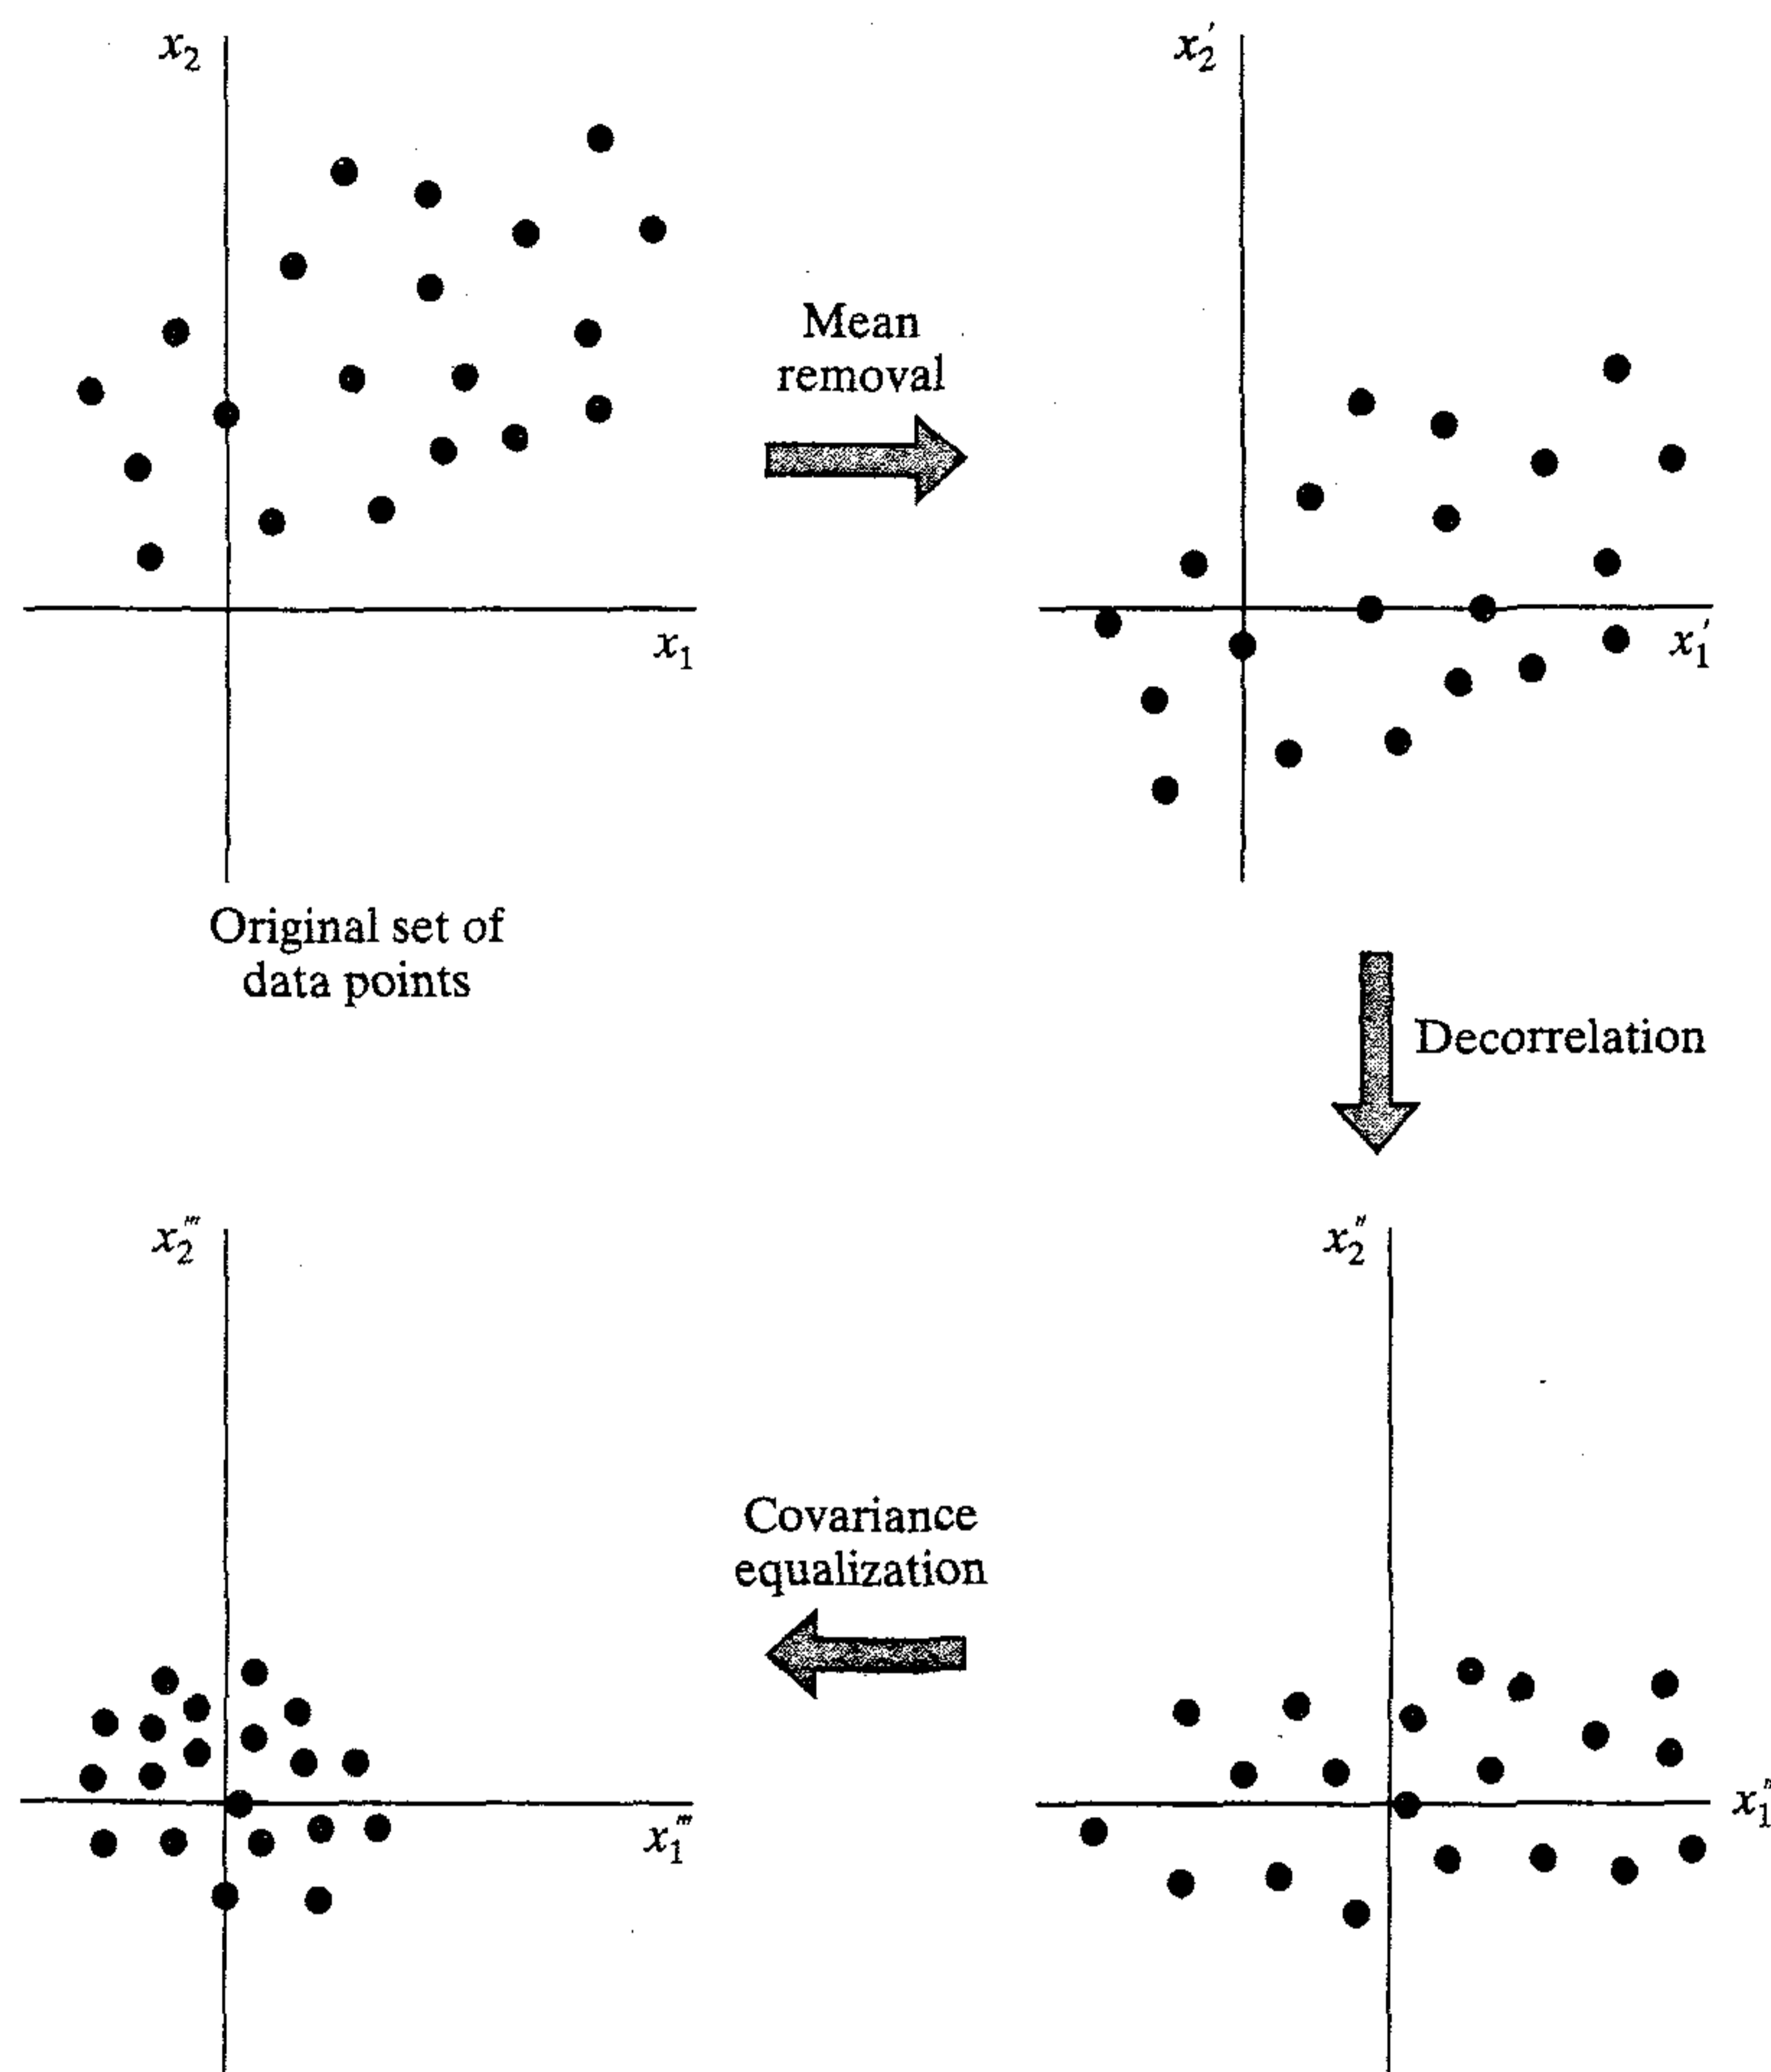 x₂
x₂′
Mean
removal
x₁
x₁′
Original set of
data points
Decorrelation
x₂‴
x₂″
Covariance
equalization
x₁‴
x₁″